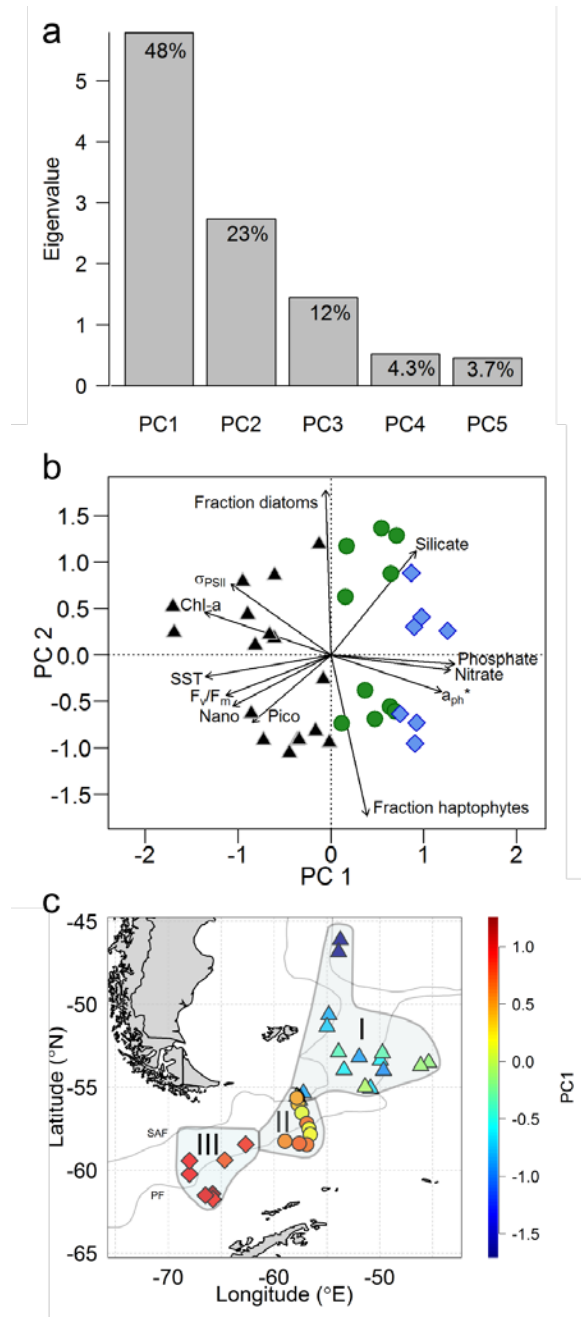 a
48%
23%
12%
4.3%
3.7%
Eigenvalue
5
4
3
2
1
0
PC1 PC2 PC3 PC4 PC5
b
Fraction diatoms
Silicate
σPSII
Chl-a
Phosphate
Nitrate
SST
aph*
Fv/Fm
Nano Pico
Fraction haptophytes
PC 2
1.5
1.0
0.5
0.0
-0.5
-1.0
-1.5
-2 -1 0 1 2
PC 1
c
-45
-50
-55
-60
-65
Latitude (°N)
I
II
III
SAF
PF
-70 -60 -50
Longitude (°E)
1.0
0.5
0.0
-0.5
-1.0
-1.5
PC1